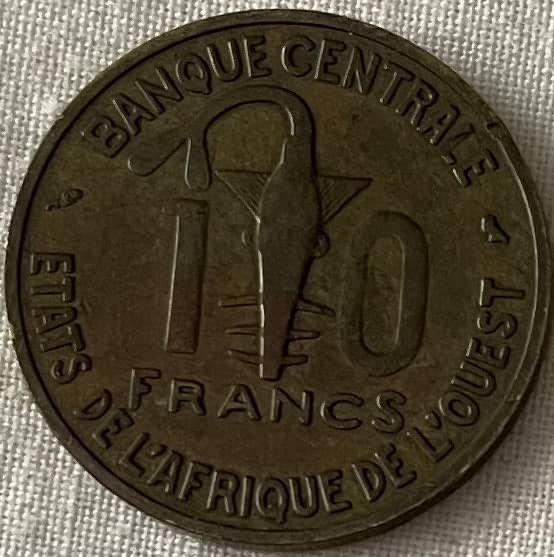 BANQUE CENTRALE
10
FRANCS
ETATS DE L'AFRIQUE DE L'OUEST